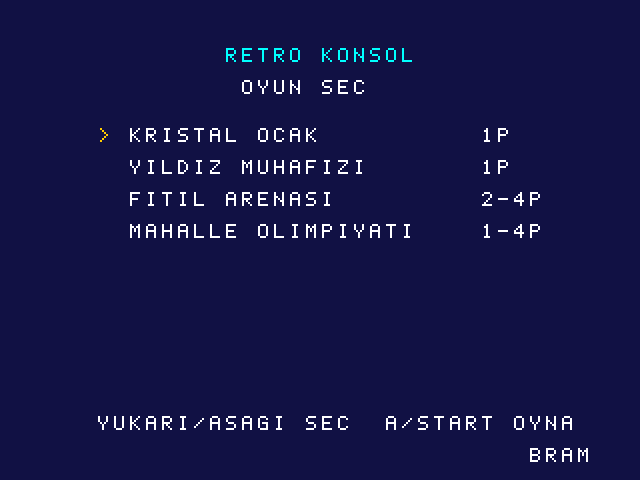 RETRO KONSOL
OYUN SEC
> KRISTAL OCAK 1P
YILDIZ MUHAFIZI 1P
FITIL ARENASI 2-4P
MAHALLE OLIMPIYATI 1-4P
YUKARI/ASAGI SEC A/START OYNA
BRAM